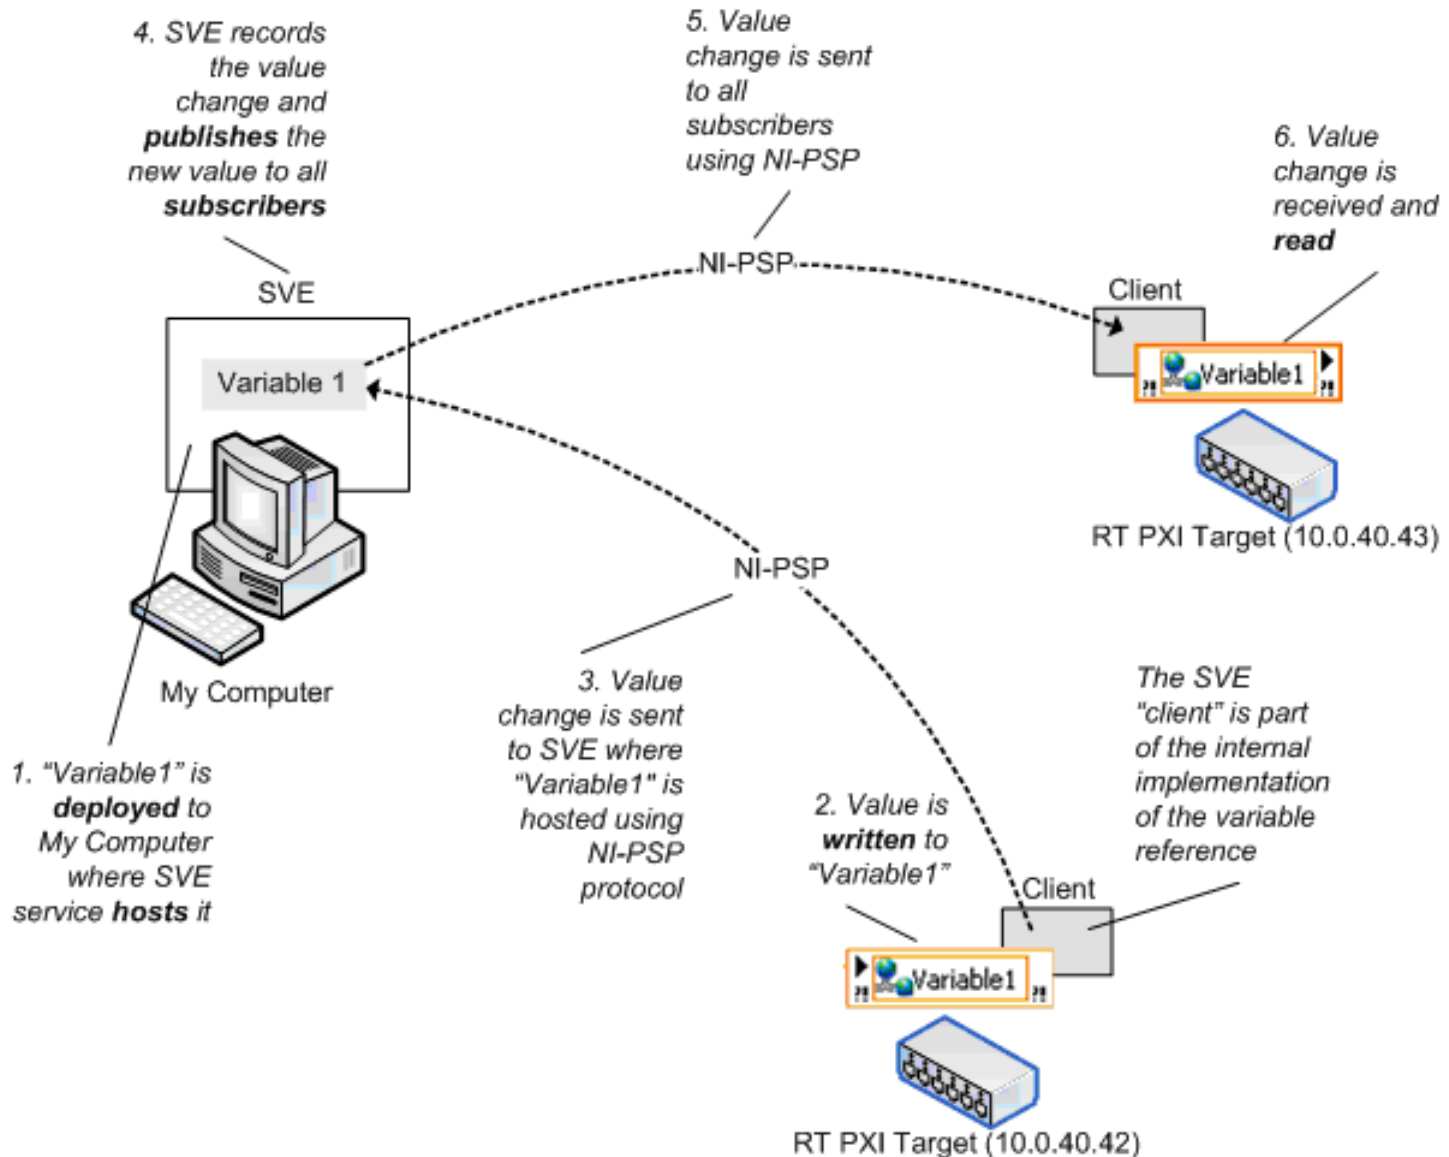 4. SVE records
the value
change and
publishes the
new value to all
subscribers
SVE
Variable 1
My Computer
1. “Variable1” is
deployed to
My Computer
where SVE
service hosts it
5. Value
change is sent
to all
subscribers
using NI-PSP
NI-PSP
6. Value
change is
received and
read
Client
Variable1
?!
?!
RT PXI Target (10.0.40.43)
NI-PSP
3. Value
change is sent
to SVE where
"Variable1" is
hosted using
NI-PSP
protocol
2. Value is
written to
“Variable1”
The SVE
“client” is part
of the internal
implementation
of the variable
reference
Client
Variable1
?!
?!
RT PXI Target (10.0.40.42)